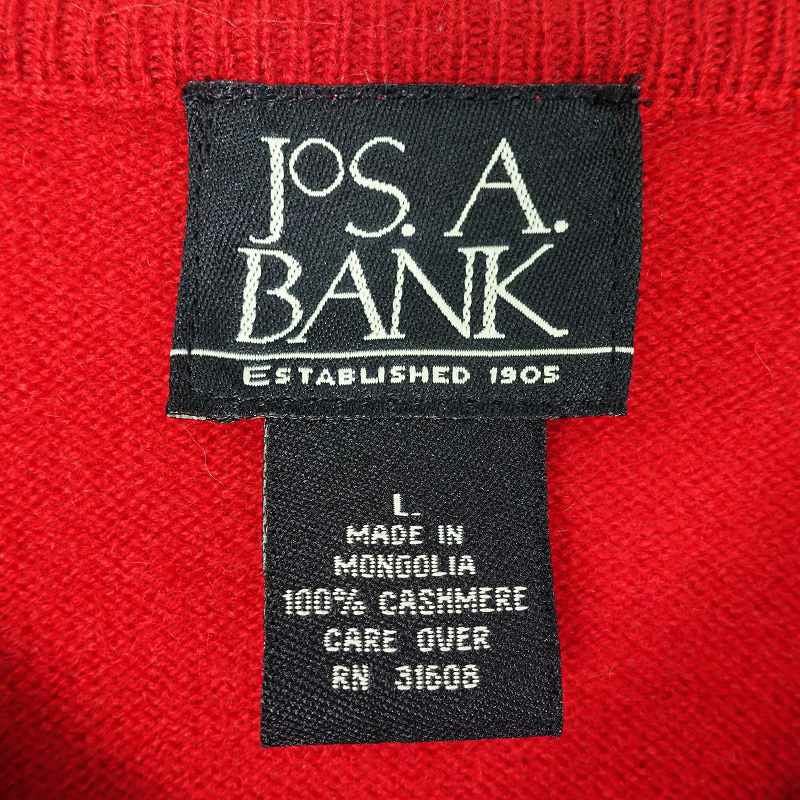 JoS. A.
BANK
ESTABLISHED 1905
L
MADE IN
MONGOLIA
100% CASHMERE
CARE OVER
RN 31608